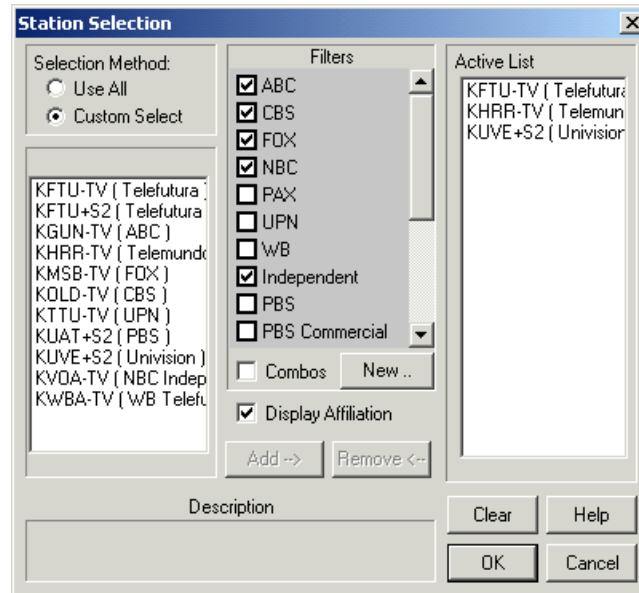 Station Selection
Selection Method:
Use All
Custom Select
KFTU-TV ( Telefutura )
KFTU+S2 ( Telefutura
KGUN-TV ( ABC )
KHRR-TV ( Telemundo
KMSB-TV ( FOX )
KOLD-TV ( CBS )
KTTU-TV ( UPN )
KUAT+S2 ( PBS )
KUVE+S2 ( Univision )
KVOA-TV ( NBC Indep
KWBA-TV ( WB Telefu
Filters
ABC
CBS
FOX
NBC
PAX
UPN
WB
Independent
PBS
PBS Commercial
Combos
New ..
Display Affiliation
Add -->
Remove <--
Active List
KFTU-TV ( Telefutura
KHRR-TV ( Telemun
KUVE+S2 ( Univision
Description
Clear
Help
OK
Cancel